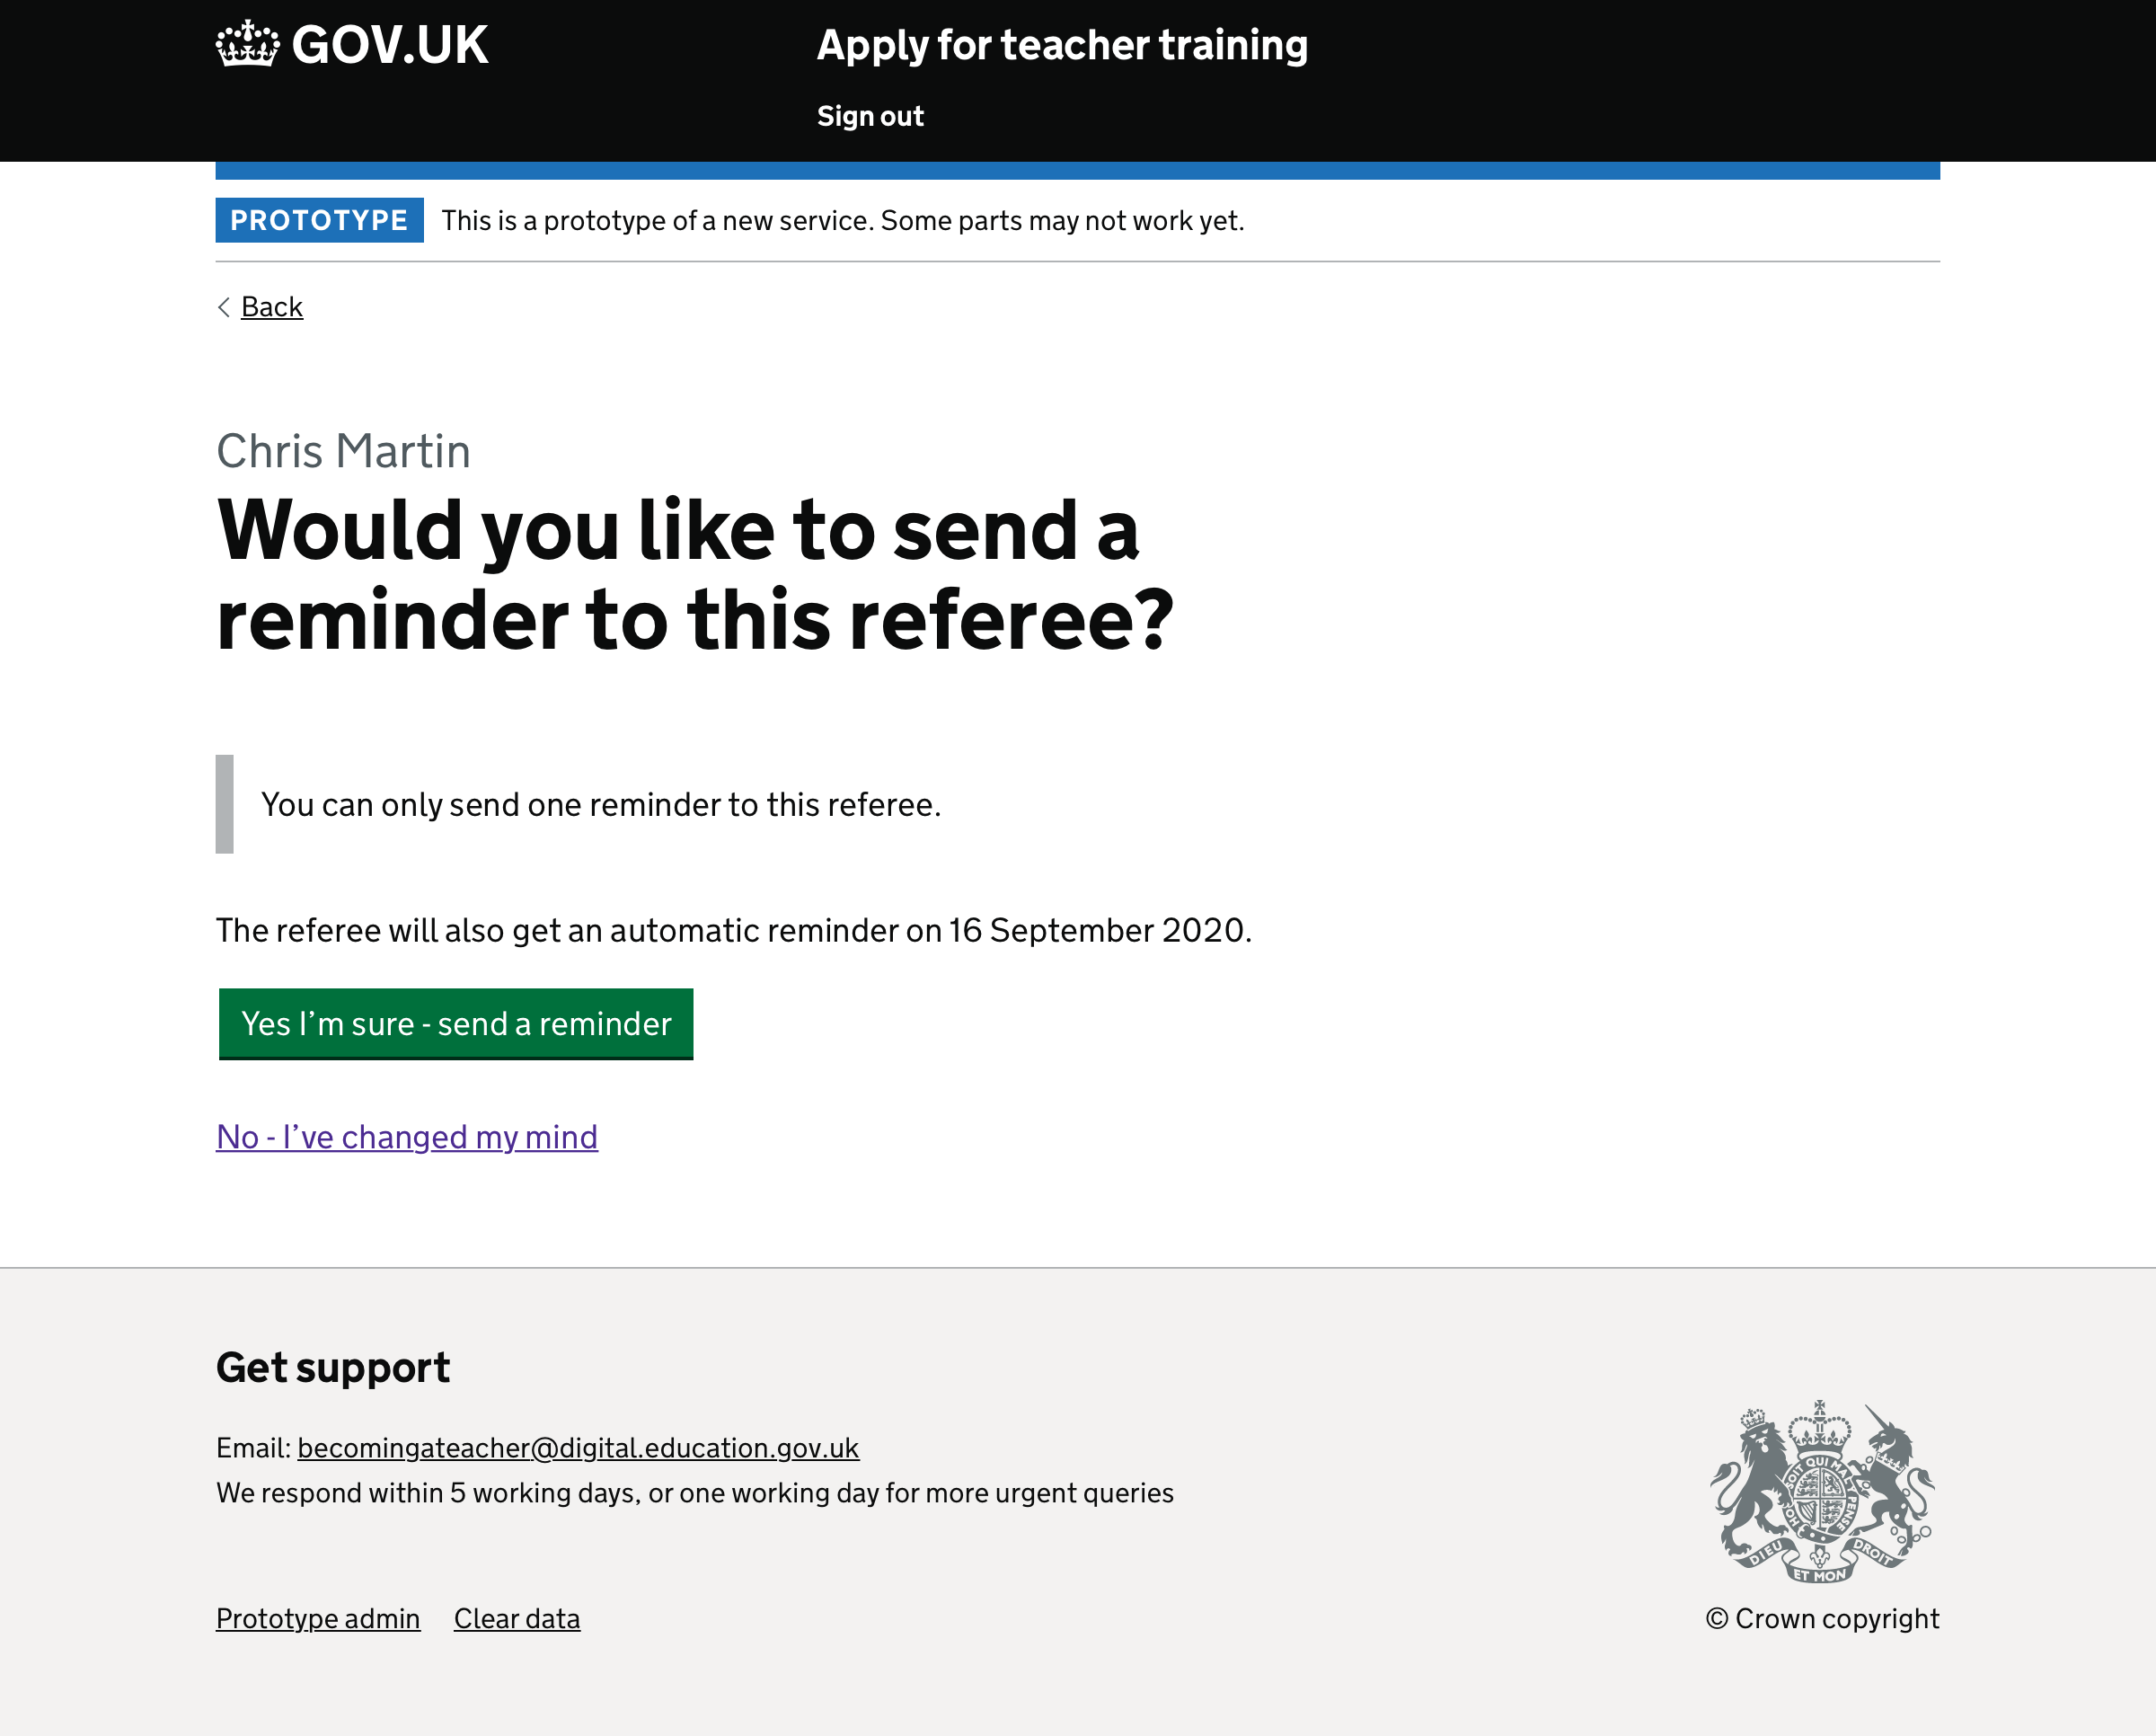 GOV.UK
Apply for teacher training
Sign out
PROTOTYPE This is a prototype of a new service. Some parts may not work yet.
Back
Chris Martin
Would you like to send a
reminder to this referee?
You can only send one reminder to this referee.
The referee will also get an automatic reminder on 16 September 2020.
Yes I’m sure - send a reminder
No - I’ve changed my mind
Get support
Email: becomingateacher@digital.education.gov.uk
We respond within 5 working days, or one working day for more urgent queries
DIEU ET MON DROIT
Prototype admin Clear data
© Crown copyright